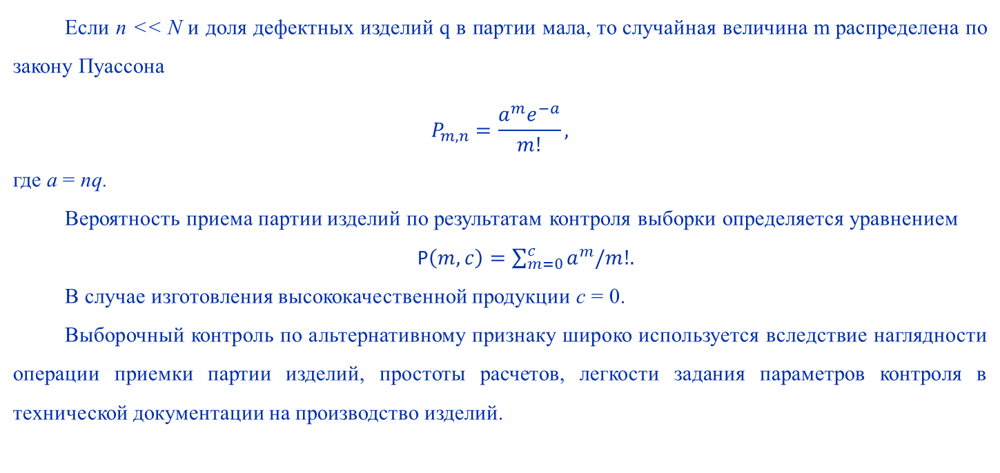 Если n << N и доля дефектных изделий q в партии мала, то случайная величина m распределена по
закону Пуассона
P_{m,n} = \frac{a^m e^{-a}}{m!},
где a = nq.
Вероятность приема партии изделий по результатам контроля выборки определяется уравнением
P(m, c) = ∑_{m=0}^{c} a^m/m!.
В случае изготовления высококачественной продукции c = 0.
Выборочный контроль по альтернативному признаку широко используется вследствие наглядности
операции приемки партии изделий, простоты расчетов, легкости задания параметров контроля в
технической документации на производство изделий.